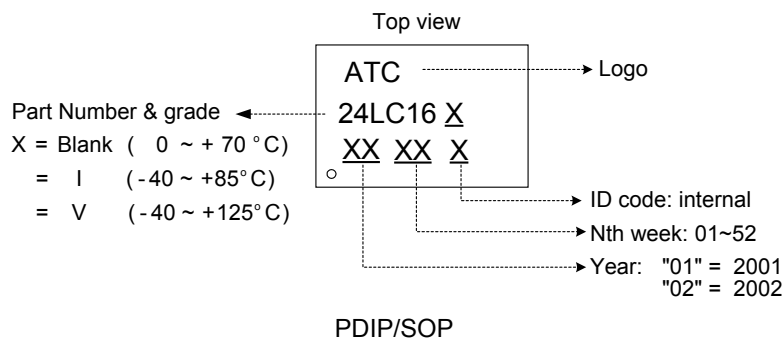 Top view
ATC
Logo
Part Number & grade
24LC16 X
X = Blank ( 0 ~ + 70 °C)
= I (-40 ~ +85°C)
= V (-40 ~ +125°C)
XX XX X
ID code: internal
Nth week: 01~52
Year: "01" = 2001
"02" = 2002
PDIP/SOP